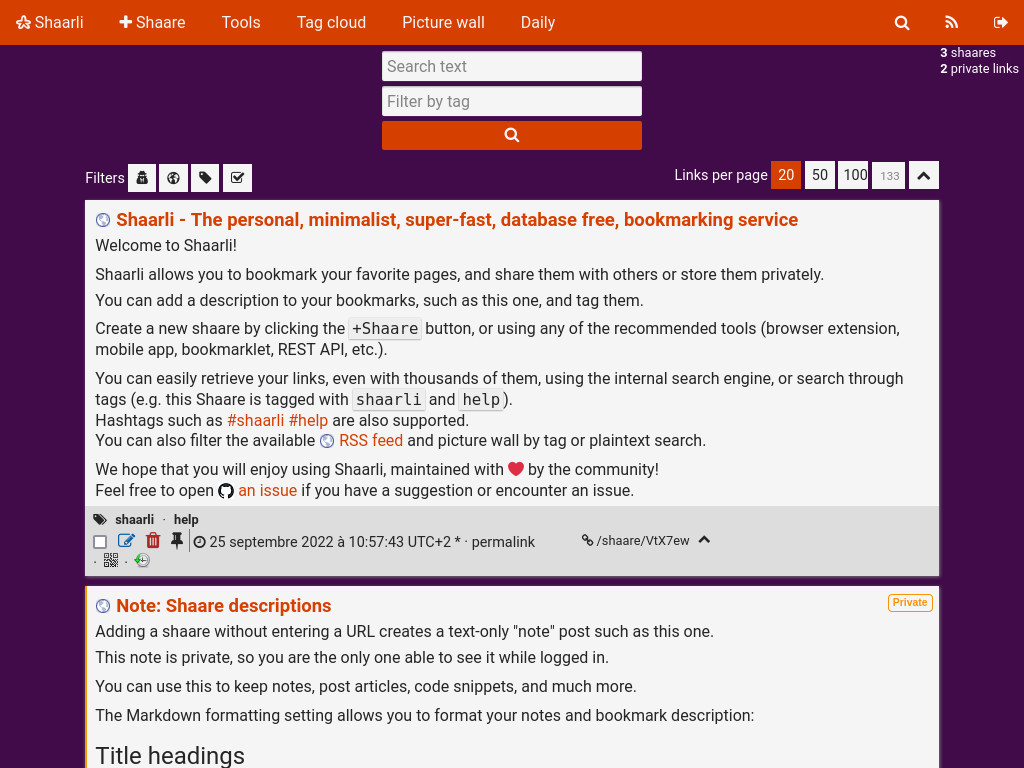 Shaarli Shaare Tools Tag cloud Picture wall Daily
3 shaares
2 private links
Search text
Filter by tag
Filters
Links per page 20 50 100 133
Shaarli - The personal, minimalist, super-fast, database free, bookmarking service
Welcome to Shaarli!
Shaarli allows you to bookmark your favorite pages, and share them with others or store them privately.
You can add a description to your bookmarks, such as this one, and tag them.
Create a new shaare by clicking the +Shaare button, or using any of the recommended tools (browser extension,
mobile app, bookmarklet, REST API, etc.).
You can easily retrieve your links, even with thousands of them, using the internal search engine, or search through
tags (e.g. this Shaare is tagged with shaarli and help).
Hashtags such as #shaarli #help are also supported.
You can also filter the available RSS feed and picture wall by tag or plaintext search.
We hope that you will enjoy using Shaarli, maintained with ❤ by the community!
Feel free to open an issue if you have a suggestion or encounter an issue.
shaarli · help
25 septembre 2022 à 10:57:43 UTC+2 * · permalink /shaare/VtX7ew
· ·
Note: Shaare descriptions
Private
Adding a shaare without entering a URL creates a text-only "note" post such as this one.
This note is private, so you are the only one able to see it while logged in.
You can use this to keep notes, post articles, code snippets, and much more.
The Markdown formatting setting allows you to format your notes and bookmark description:
Title headings